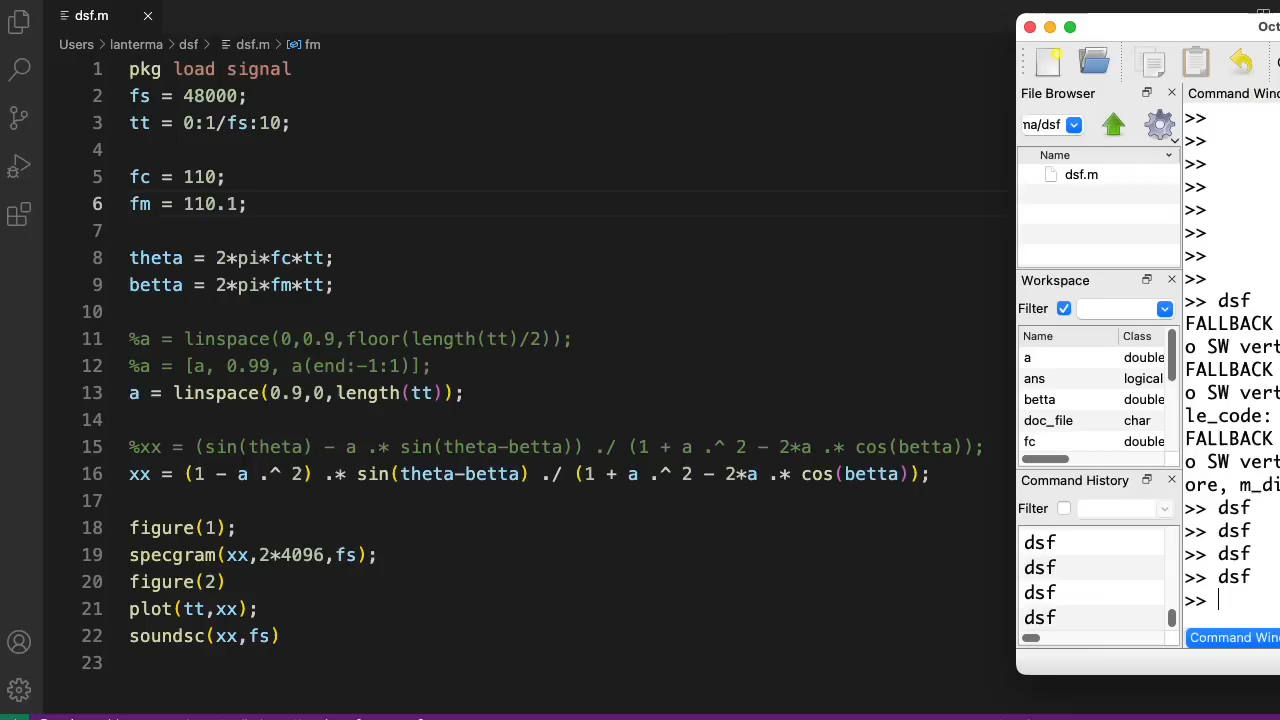 dsf.m
Users > lanterma > dsf > dsf.m > fm
1 pkg load signal
2 fs = 48000;
3 tt = 0:1/fs:10;
4
5 fc = 110;
6 fm = 110.1;
7
8 theta = 2*pi*fc*tt;
9 betta = 2*pi*fm*tt;
10
11 %a = linspace(0,0.9,floor(length(tt)/2));
12 %a = [a, 0.99, a(end:-1:1)];
13 a = linspace(0.9,0,length(tt));
14
15 %xx = (sin(theta) - a .* sin(theta-betta)) ./ (1 + a .^ 2 - 2*a .* cos(betta));
16 xx = (1 - a .^ 2) .* sin(theta-betta) ./ (1 + a .^ 2 - 2*a .* cos(betta));
17
18 figure(1);
19 specgram(xx,2*4096,fs);
20 figure(2)
21 plot(tt,xx);
22 soundsc(xx,fs)
23
Oct
File Browser
ma/dsf
Name
dsf.m
Workspace
Filter
Name Class
a double
ans logical
betta double
doc_file char
fc double
Command History
Filter
dsf
dsf
dsf
dsf
Command Wind
>>
>>
>>
>>
>>
>>
>>
>>
>> dsf
FALLBACK
o SW vert
FALLBACK
o SW vert
le_code:
FALLBACK
o SW vert
ore, m_di
>> dsf
>> dsf
>> dsf
>> dsf
>>
Command Wind